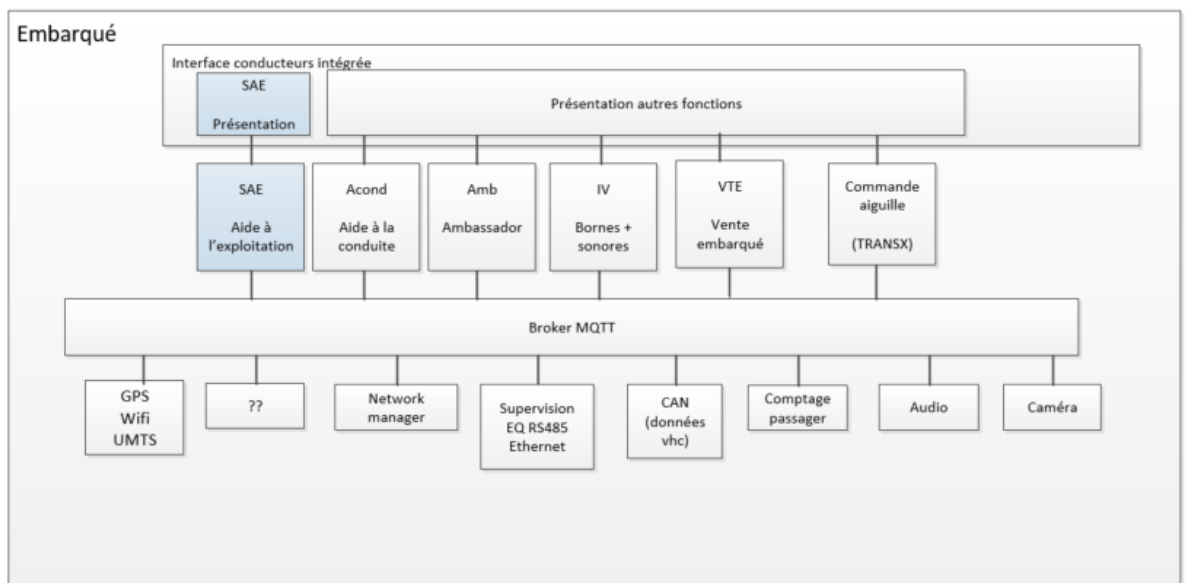 Embarqué
Interface conducteurs intégrée
SAE
Présentation
Présentation autres fonctions
SAE
Aide à
l'exploitation
Acond
Aide à la
conduite
Amb
Ambassador
IV
Bornes +
sonores
VTE
Vente
embarqué
Commande
aiguille
(TRANSX)
Broker MQTT
GPS
Wifi
UMTS
??
Network
manager
Supervision
EQ RS485
Ethernet
CAN
(données
vhc)
Comptage
passager
Audio
Caméra